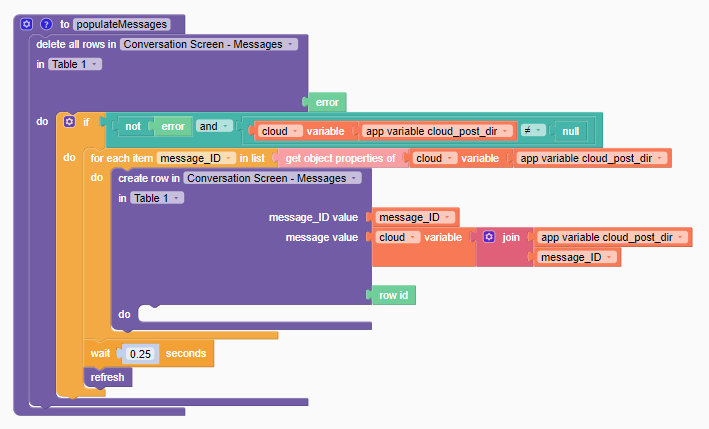 ? to populateMessages
delete all rows in Conversation Screen - Messages
in Table 1
error
do if not error and cloud variable app variable cloud_post_dir ≠ null
do for each item message_ID in list get object properties of cloud variable app variable cloud_post_dir
do create row in Conversation Screen - Messages
in Table 1
message_ID value message_ID
message value cloud variable join app variable cloud_post_dir
message_ID
row id
do
wait 0.25 seconds
refresh